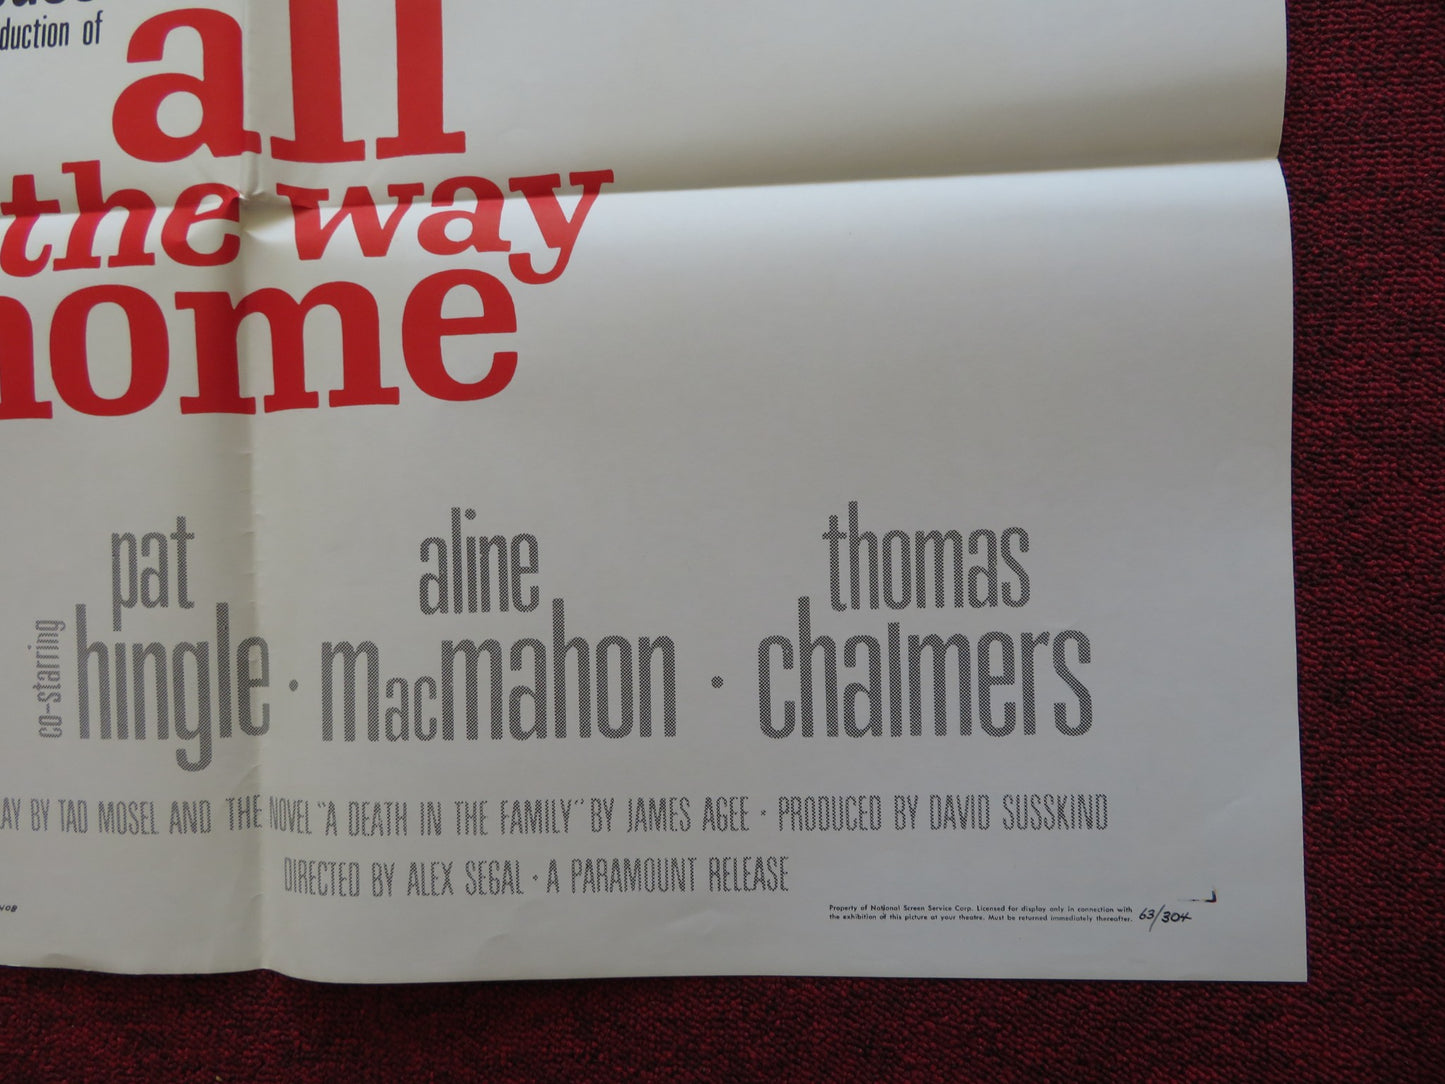 duction of
all
the way
home
co-starring
pat hingle · aline macmahon · thomas chalmers
AY BY TAD MOSEL AND THE NOVEL "A DEATH IN THE FAMILY" BY JAMES AGEE · PRODUCED BY DAVID SUSSKIND
DIRECTED BY ALEX SEGAL · A PARAMOUNT RELEASE
Property of National Screen Service Corp. Licensed for display only in connection with
the exhibition of this picture at your theatre. Must be returned immediately thereafter. 63/304